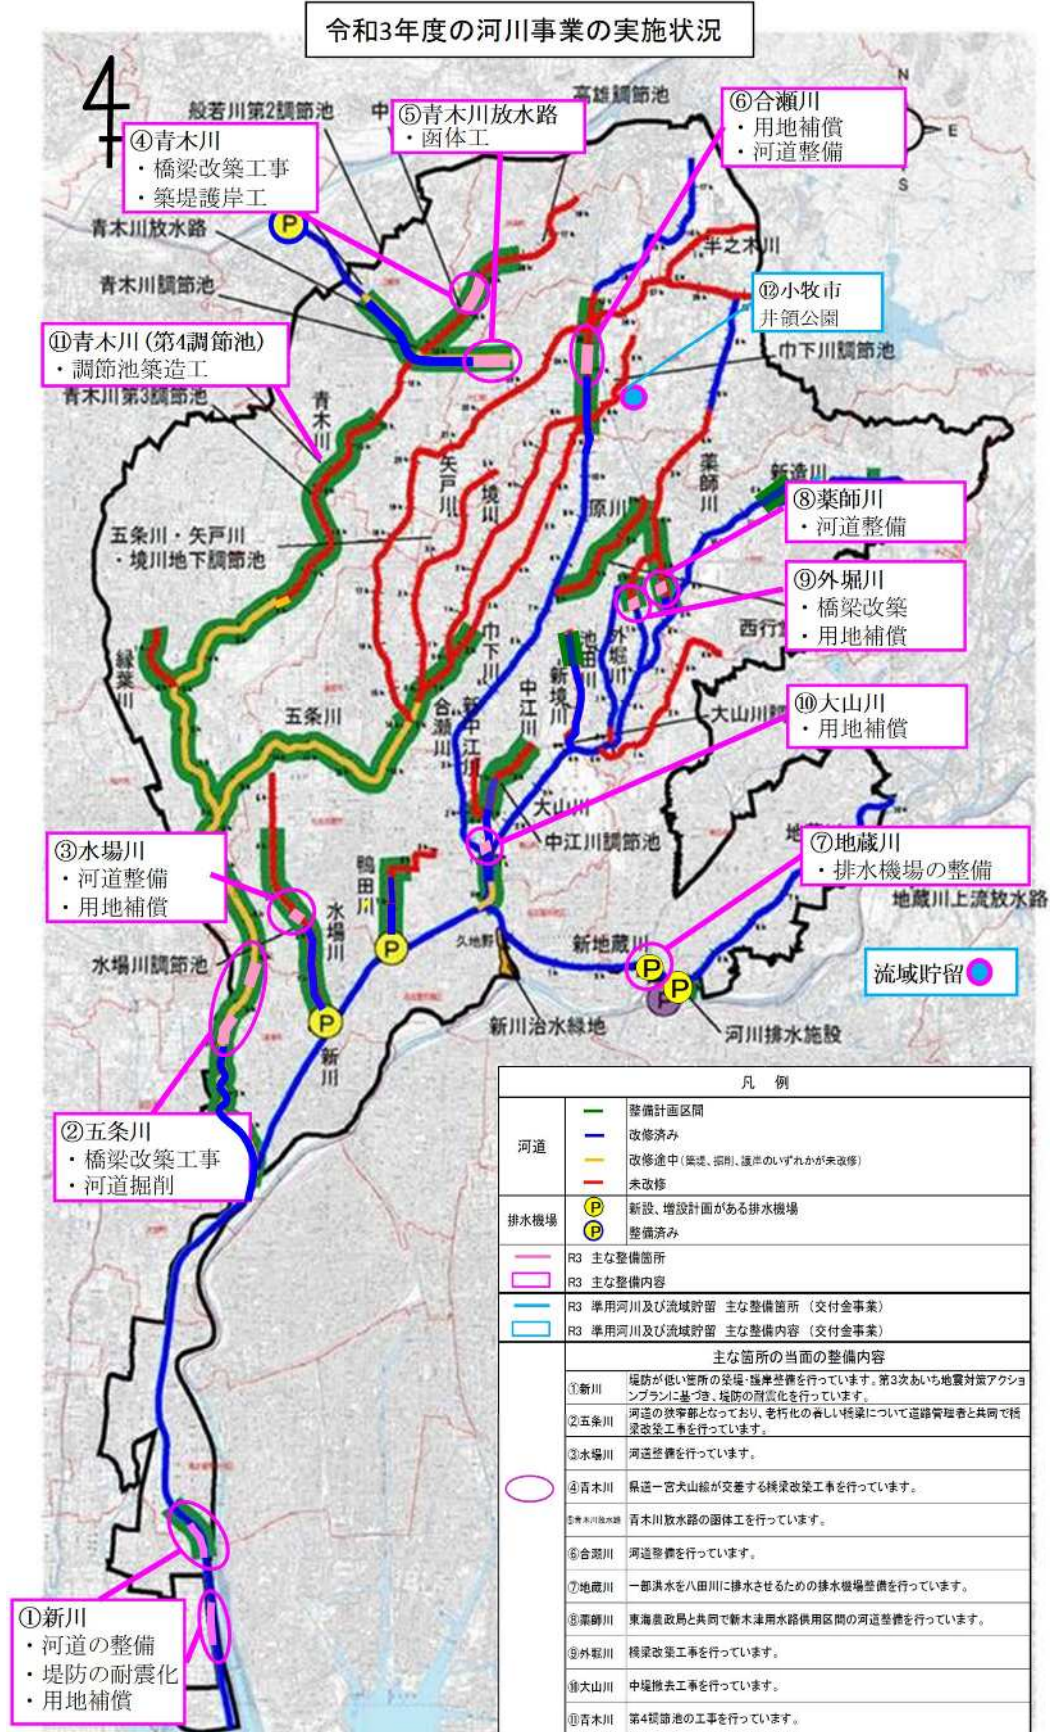 令和3年度の河川事業の実施状況
N
E
S
高雄調節池
般若川第2調節池
中
⑤青木川放水路
・函体工
⑥合瀬川
・用地補償
・河道整備
④青木川
・橋梁改築工事
・築堤護岸工
P
青木川放水路
半之木川
青木川調節池
⑫小牧市
井領公園
⑪青木川(第4調節池)
・調節池築造工
巾下川調節池
青木川第3調節池
青木川
矢戸川
境川
薬師川
新造川
原川
⑧薬師川
・河道整備
五条川・矢戸川
・境川地下調節池
⑨外堀川
・橋梁改築
・用地補償
西行
縁葉川
巾下川
池田川
外堀川
新境川
五条川
合瀬川
新中江川
中江川
大山川
⑩大山川
・用地補償
大山川
中江川調節池
③水場川
・河道整備
・用地補償
鴨田川
水場川
⑦地蔵川
・排水機場の整備
地蔵川上流放水路
水場川調節池
久地野
新地蔵川
P
P
P
P
P
流域貯留
新川治水緑地
河川排水施設
新川
②五条川
・橋梁改築工事
・河道掘削
①新川
・河道の整備
・堤防の耐震化
・用地補償
凡 例
河道
整備計画区間
改修済み
改修途中(築堤、掘削、護岸のいずれかが未改修)
未改修
排水機場
P 新設、増設計画がある排水機場
P 整備済み
R3 主な整備箇所
R3 主な整備内容
R3 準用河川及び流域貯留 主な整備箇所 (交付金事業)
R3 準用河川及び流域貯留 主な整備内容 (交付金事業)
主な箇所の当面の整備内容
①新川 堤防が低い箇所の築堤・護岸整備を行っています。第3次あいち地震対策アクショ
ンプランに基づき、堤防の耐震化を行っています。
②五条川 河道の狭窄部となっており、老朽化の著しい橋梁について道路管理者と共同で橋
梁改築工事を行っています。
③水場川 河道整備を行っています。
④青木川 県道一宮犬山線が交差する橋梁改築工事を行っています。
⑤青木川放水路 青木川放水路の函体工を行っています。
⑥合瀬川 河道整備を行っています。
⑦地蔵川 一部洪水を八田川に排水させるための排水機場整備を行っています。
⑧薬師川 東海農政局と共同で新木津用水路供用区間の河道整備を行っています。
⑨外堀川 橋梁改築工事を行っています。
⑩大山川 中堤撤去工事を行っています。
⑪青木川 第4調節池の工事を行っています。